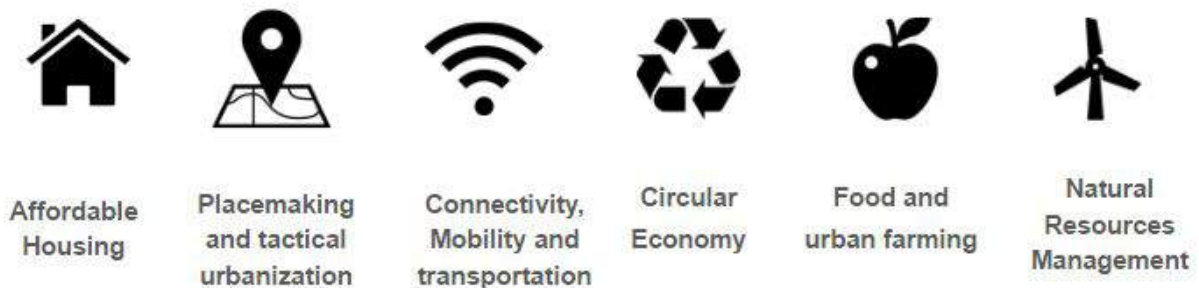 Affordable
Housing
Placemaking
and tactical
urbanization
Connectivity,
Mobility and
transportation
Circular
Economy
Food and
urban farming
Natural
Resources
Management